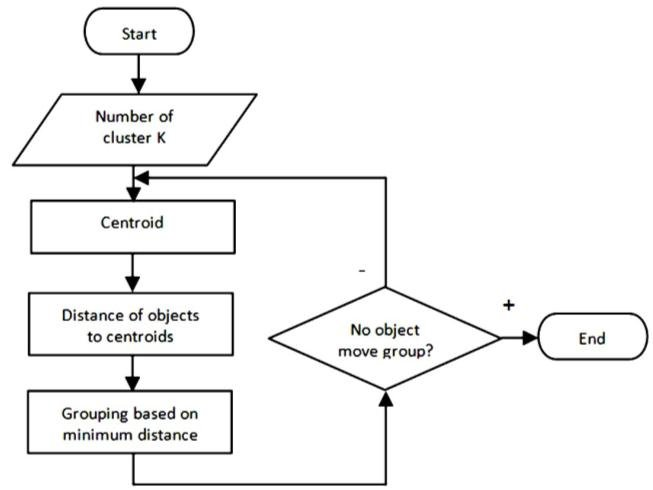 Start
Number of
cluster K
Centroid
Distance of objects
to centroids
Grouping based on
minimum distance
-
No object
move group?
+
End